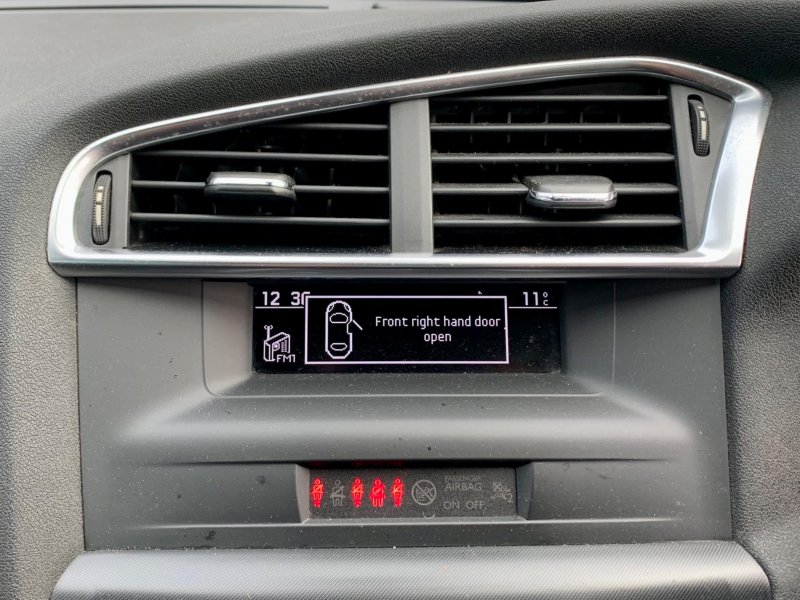 12 30
11°C
Front right hand door
open
FM1
PASSENGER
AIRBAG
ON OFF